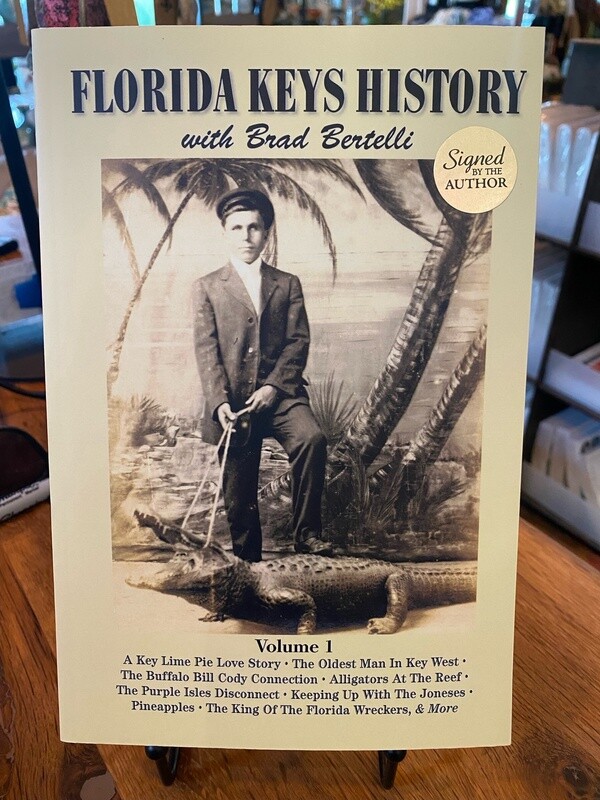 FLORIDA KEYS HISTORY
with Brad Bertelli
Signed
BY THE
AUTHOR
Volume 1
A Key Lime Pie Love Story • The Oldest Man In Key West •
The Buffalo Bill Cody Connection • Alligators At The Reef •
The Purple Isles Disconnect • Keeping Up With The Joneses •
Pineapples • The King Of The Florida Wreckers, & More